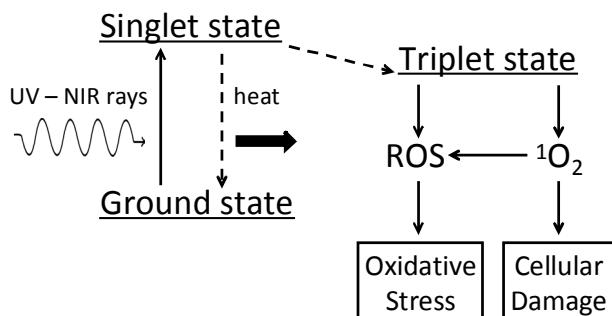 Singlet state
Triplet state
UV – NIR rays
heat
ROS
¹O₂
Ground state
Oxidative
Stress
Cellular
Damage